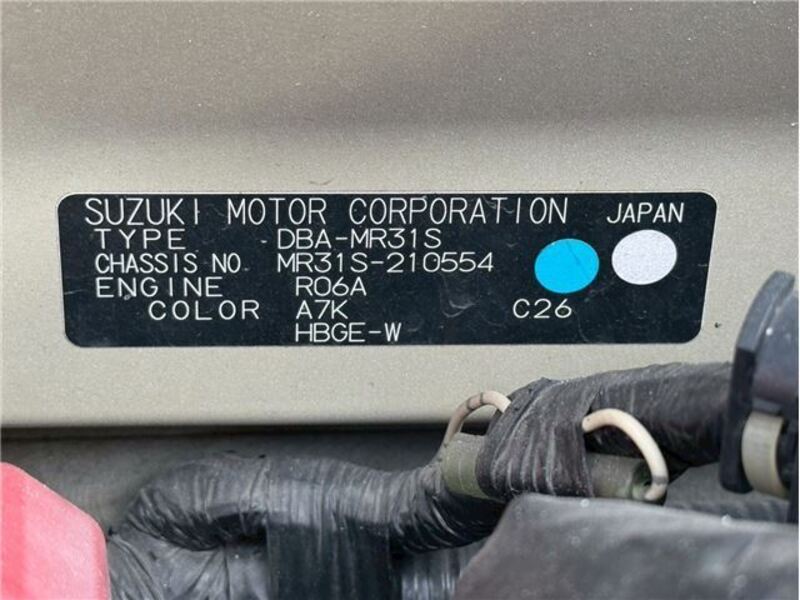 SUZUKI MOTOR CORPORATION JAPAN
TYPE DBA-MR31S
CHASSIS NO. MR31S-210554
ENGINE R06A
COLOR A7K C26
HBGE-W